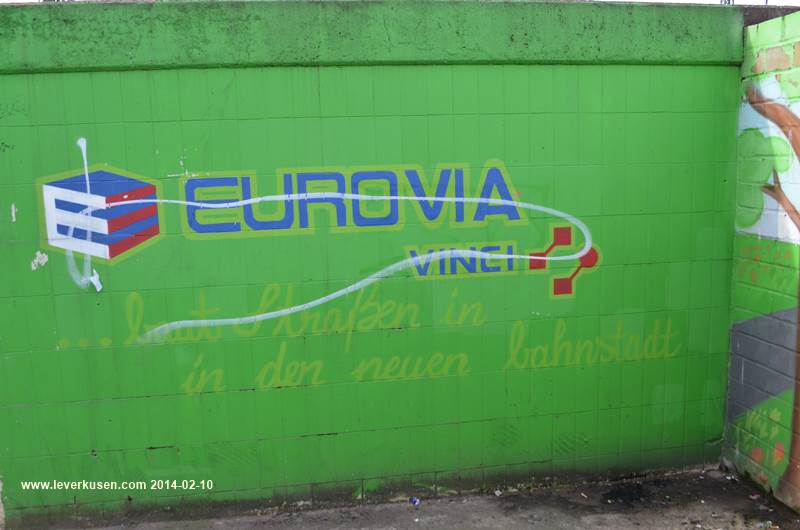 EUROVIA
VINCI
... baut Straßen in
in den neuen bahnstadt
www.leverkusen.com 2014-02-10